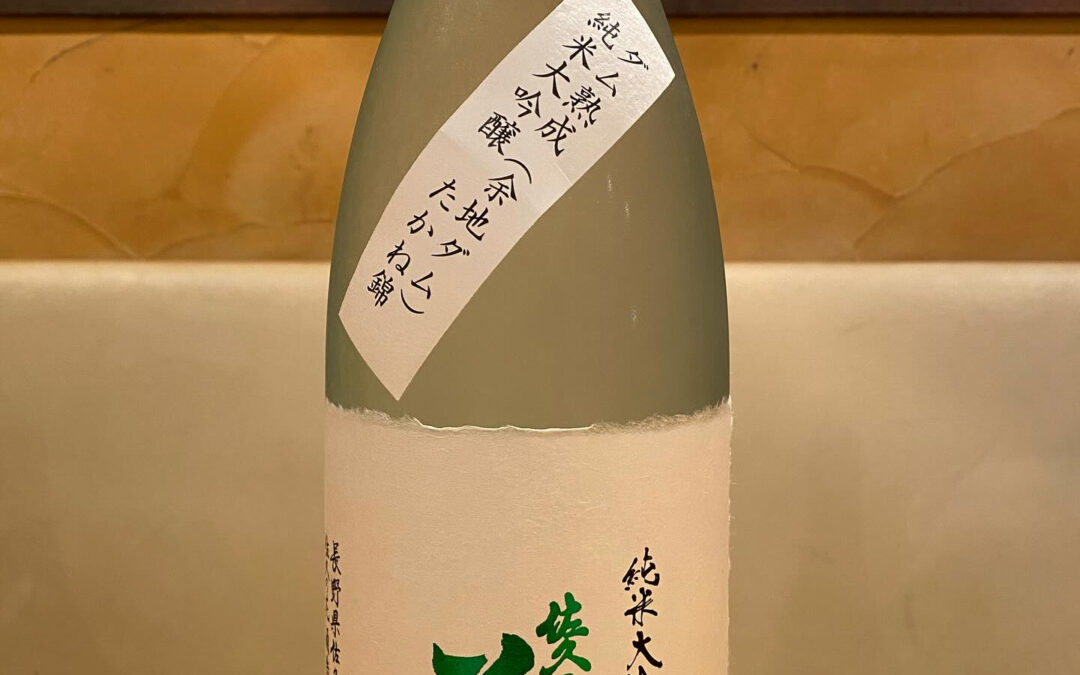 ダム熟成(余地ダム)
純米大吟醸 たかね錦
純米大
綾
長野県佐